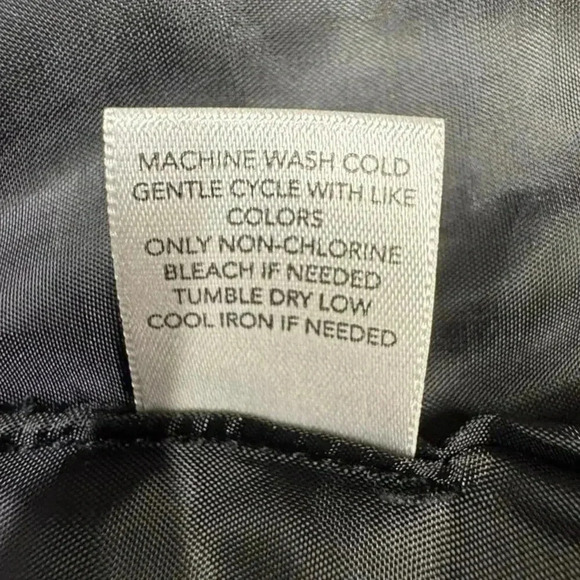 MACHINE WASH COLD
GENTLE CYCLE WITH LIKE
COLORS
ONLY NON-CHLORINE
BLEACH IF NEEDED
TUMBLE DRY LOW
COOL IRON IF NEEDED